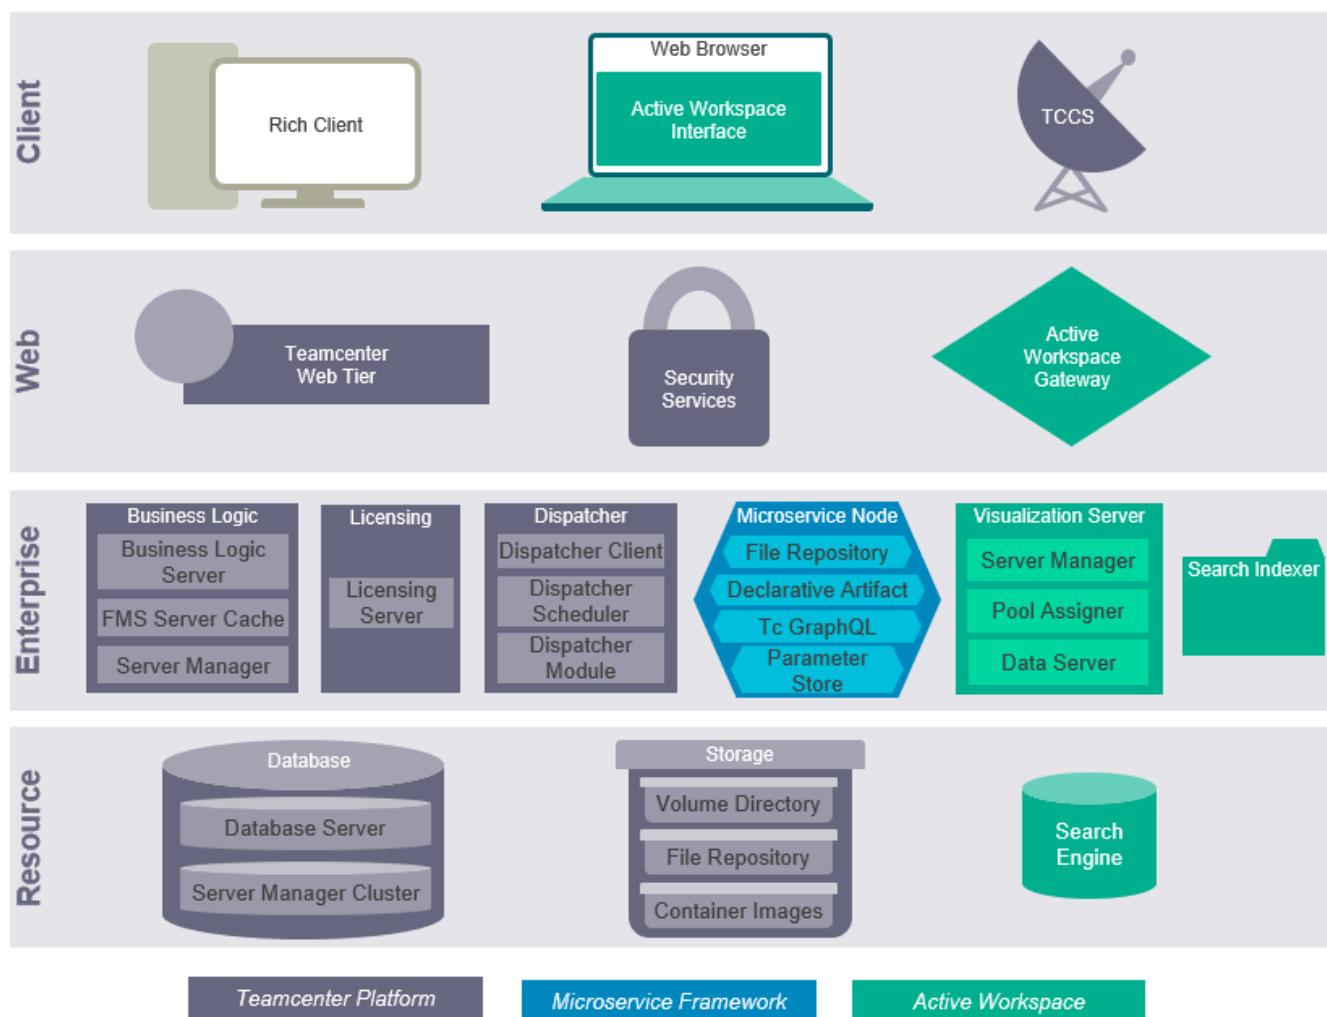 Client
Rich Client
Web Browser
Active Workspace
Interface
TCCS
Web
Teamcenter
Web Tier
Security
Services
Active
Workspace
Gateway
Enterprise
Business Logic
Business Logic
Server
FMS Server Cache
Server Manager
Licensing
Licensing
Server
Dispatcher
Dispatcher Client
Dispatcher
Scheduler
Dispatcher
Module
Microservice Node
File Repository
Declarative Artifact
Tc GraphQL
Parameter
Store
Visualization Server
Server Manager
Pool Assigner
Data Server
Search Indexer
Resource
Database
Database Server
Server Manager Cluster
Storage
Volume Directory
File Repository
Container Images
Search
Engine
Teamcenter Platform
Microservice Framework
Active Workspace